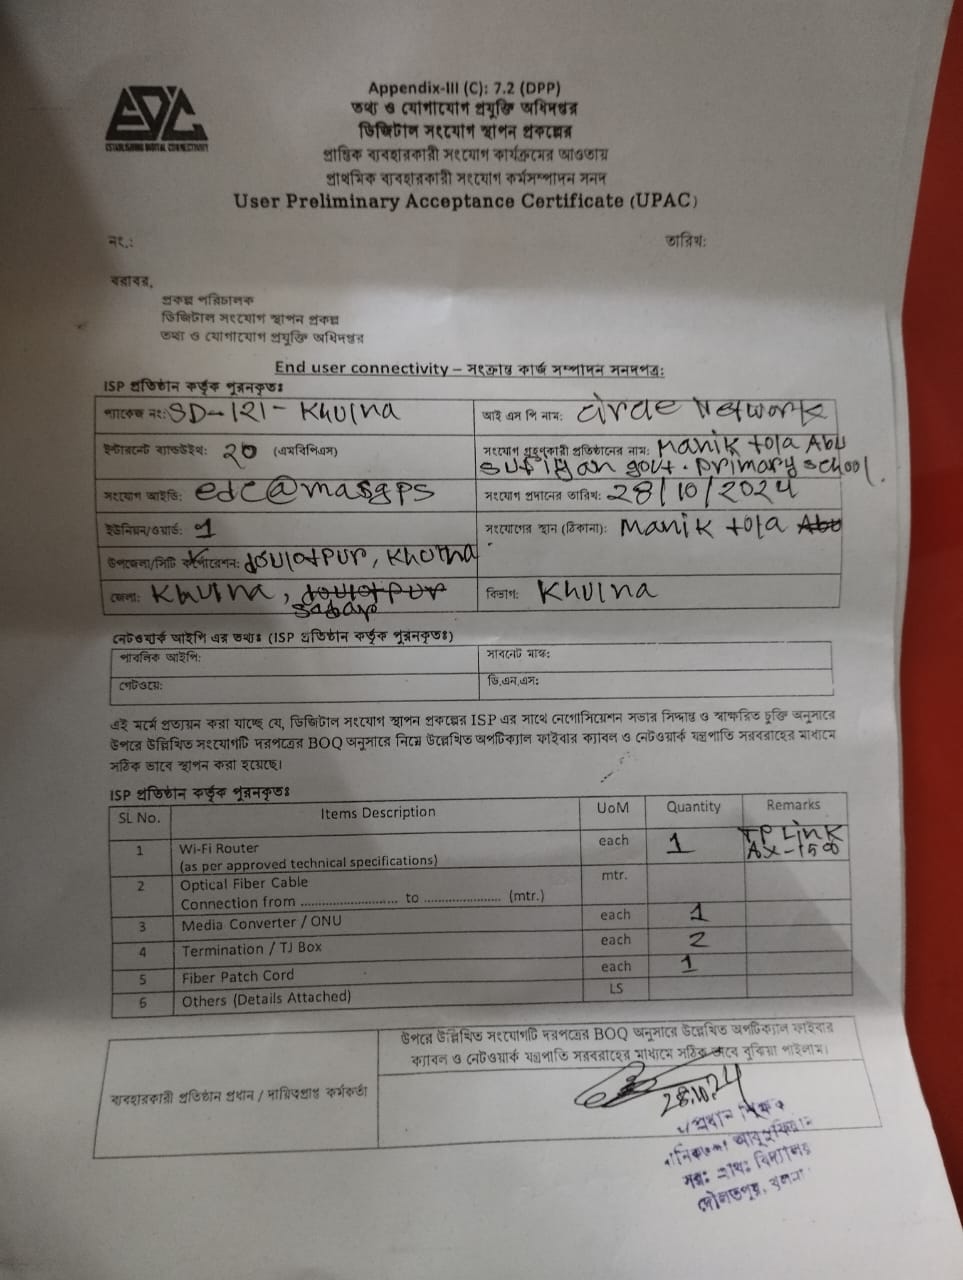 EDC
ESTABLISHING DIGITAL CONNECTIVITY
Appendix-III (C): 7.2 (DPP)
তথ্য ও যোগাযোগ প্রযুক্তি অধিদপ্তর
ডিজিটাল সংযোগ স্থাপন প্রকল্পের
প্রান্তিক ব্যবহারকারী সংযোগ কার্যক্রমের আওতায়
প্রাথমিক ব্যবহারকারী সংযোগ কর্মসম্পাদন সনদ
User Preliminary Acceptance Certificate (UPAC)
নং.: তারিখ:
বরাবর,
প্রকল্প পরিচালক
ডিজিটাল সংযোগ স্থাপন প্রকল্প
তথ্য ও যোগাযোগ প্রযুক্তি অধিদপ্তর
End user connectivity – সংক্রান্ত কার্য সম্পাদন সনদপত্র:
ISP প্রতিষ্ঠান কর্তৃক পূরনকৃতঃ
প্যাকেজ নং: SD-121-Khulna আই এস পি নাম: Circle Network
ইন্টারনেট ব্যান্ডউইথ: 20 (এমবিপিএস) সংযোগ গ্রহণকারী প্রতিষ্ঠানের নাম: Manik tola Abu
sufiyan govt. primary school.
সংযোগ আইডি: edc@masgps সংযোগ প্রদানের তারিখ: 28/10/2024
ইউনিয়ন/ওয়ার্ড: 1 সংযোগের স্থান (ঠিকানা): Manik tola Abu
উপজেলা/সিটি কর্পোরেশন: doulotpur, Khulna
জেলা: Khulna, doulotpur বিভাগ: Khulna
sadar
নেটওয়ার্ক আইপি এর তথ্যঃ (ISP প্রতিষ্ঠান কর্তৃক পূরনকৃতঃ)
পাবলিক আইপি: সাবনেট মাস্ক:
গেটওয়ে: ডি.এন.এস:
এই মর্মে প্রত্যয়ন করা যাচ্ছে যে, ডিজিটাল সংযোগ স্থাপন প্রকল্পের ISP এর সাথে নেগোসিয়েশন সভার সিদ্ধান্ত ও স্বাক্ষরিত চুক্তি অনুসারে
উপরে উল্লিখিত সংযোগটি দরপত্রের BOQ অনুসারে নিম্নে উল্লেখিত অপটিক্যাল ফাইবার ক্যাবল ও নেটওয়ার্ক যন্ত্রপাতি সরবরাহের মাধ্যমে
সঠিক ভাবে স্থাপন করা হয়েছে।
ISP প্রতিষ্ঠান কর্তৃক পূরনকৃতঃ
SL No. Items Description UoM Quantity Remarks
1 Wi-Fi Router each 1 TP Link
(as per approved technical specifications) AX-1500
2 Optical Fiber Cable mtr.
Connection from ............................ to ...................... (mtr.)
3 Media Converter / ONU each 1
4 Termination / TJ Box each 2
5 Fiber Patch Cord each 1
6 Others (Details Attached) LS
উপরে উল্লিখিত সংযোগটি দরপত্রের BOQ অনুসারে উল্লেখিত অপটিক্যাল ফাইবার
ক্যাবল ও নেটওয়ার্ক যন্ত্রপাতি সরবরাহের মাধ্যমে সঠিক ভাবে বুঝিয়া পাইলাম।
ব্যবহারকারী প্রতিষ্ঠান প্রধান / দায়িত্বপ্রাপ্ত কর্মকর্তা
28.10.24
প্রধান শিক্ষক
মানিকতলা আবুসুফিয়ান
সরঃ প্রাথঃ বিদ্যালয়
দৌলতপুর, খুলনা